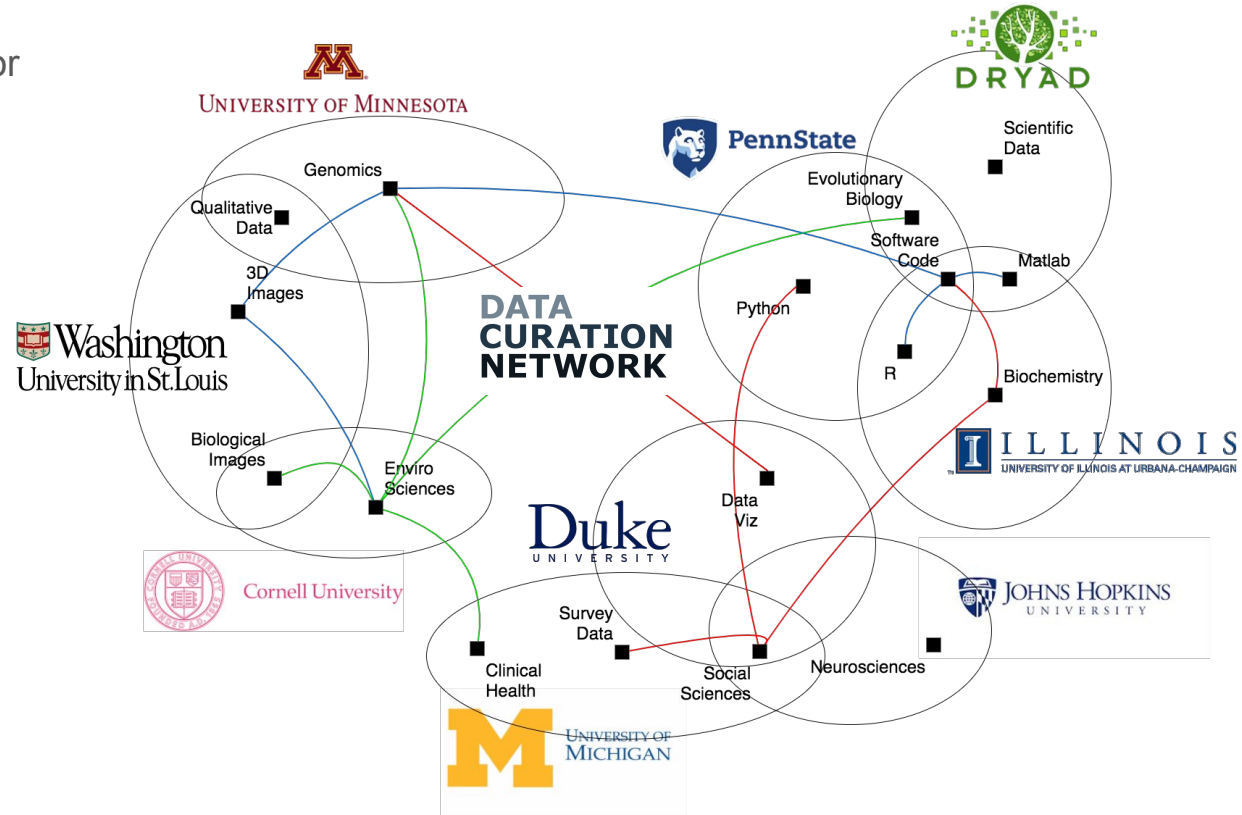 or
M
UNIVERSITY OF MINNESOTA
DRYAD
PennState
Scientific
Data
Genomics
Evolutionary
Biology
Qualitative
Data
Software
Code
Matlab
3D
Images
DATA
CURATION
NETWORK
Python
Washington
University in St. Louis
R
Biochemistry
I ILLINOIS
UNIVERSITY OF ILLINOIS AT URBANA-CHAMPAIGN
Biological
Images
Enviro
Sciences
Data
Viz
Duke
UNIVERSITY
Cornell University
JOHNS HOPKINS
UNIVERSITY
Survey
Data
Clinical
Health
Social
Sciences
Neurosciences
M
UNIVERSITY OF
MICHIGAN